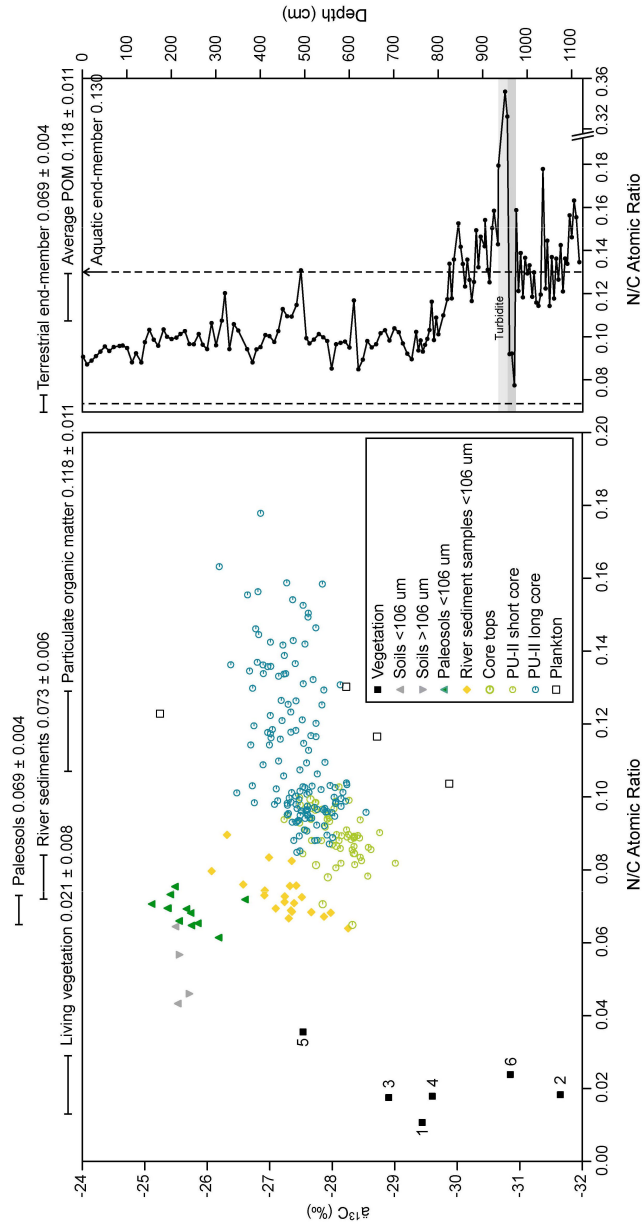 Paleosols 0.069 ± 0.004
River sediments 0.073 ± 0.006
Living vegetation 0.021 ± 0.008
Particulate organic matter 0.118 ± 0.011
-24
-25
-26
-27
-28
-29
-30
-31
-32
ä¹³C (‰)
0.00
0.02
0.04
0.06
0.08
0.10
0.12
0.14
0.16
0.18
0.20
N/C Atomic Ratio
1
2
3
4
5
6
Vegetation
Soils <106 um
Soils >106 um
Paleosols <106 um
River sediment samples <106 um
Core tops
PU-II short core
PU-II long core
Plankton
Terrestrial end-member 0.069 ± 0.004
Average POM 0.118 ± 0.011
Aquatic end-member 0.130
Turbidite
0.08
0.10
0.12
0.14
0.16
0.18
0.32
0.36
N/C Atomic Ratio
0
100
200
300
400
500
600
700
800
900
1000
1100
Depth (cm)